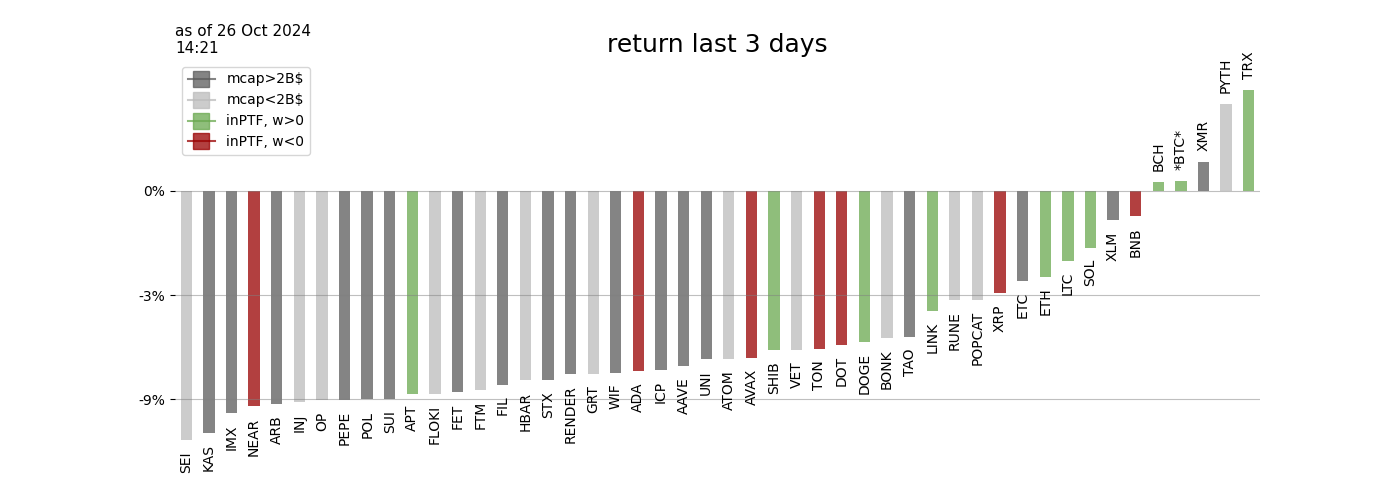 as of 26 Oct 2024
14:21
return last 3 days
mcap>2B$
mcap<2B$
inPTF, w>0
inPTF, w<0
0%
-3%
-9%
SEI
KAS
IMX
NEAR
ARB
INJ
OP
PEPE
POL
SUI
APT
FLOKI
FET
FTM
FIL
HBAR
STX
RENDER
GRT
WIF
ADA
ICP
AAVE
UNI
ATOM
AVAX
SHIB
VET
TON
DOT
DOGE
BONK
TAO
LINK
RUNE
POPCAT
XRP
ETC
ETH
LTC
SOL
XLM
BNB
BCH
*BTC*
XMR
PYTH
TRX